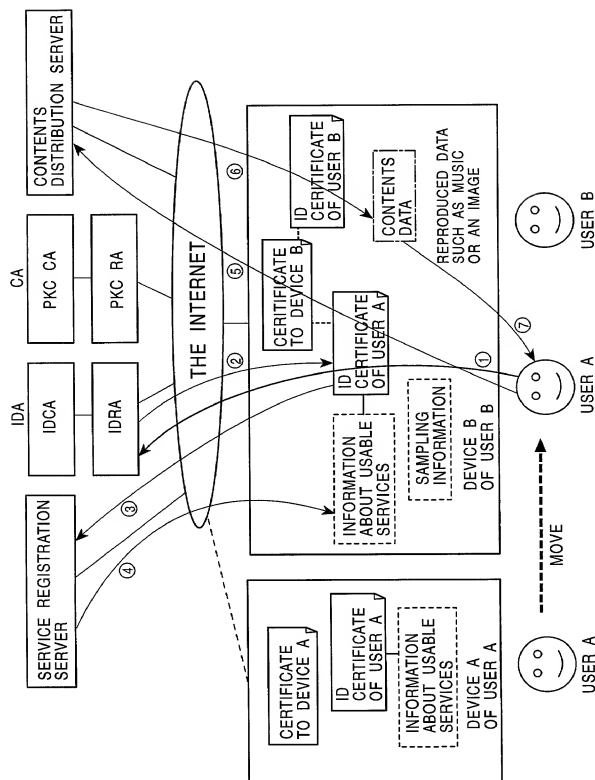 SERVICE REGISTRATION
SERVER
IDA
IDCA
IDRA
CA
PKC CA
PKC RA
CONTENTS
DISTRIBUTION SERVER
THE INTERNET
①
②
③
④
⑤
⑥
⑦
CERTIFICATE
TO DEVICE A
ID
CERTIFICATE
OF USER A
INFORMATION
ABOUT USABLE
SERVICES
DEVICE A
OF USER A
USER A
MOVE
INFORMATION
ABOUT USABLE
SERVICES
ID
CERTIFICATE
OF USER A
CERITIFICATE
TO DEVICE B
ID
CERITIFICATE
OF USER B
SAMPLING
INFORMATION
DEVICE B
OF USER B
CONTENTS
DATA
REPRODUCED DATA
SUCH AS MUSIC
OR AN IMAGE
USER A
USER B